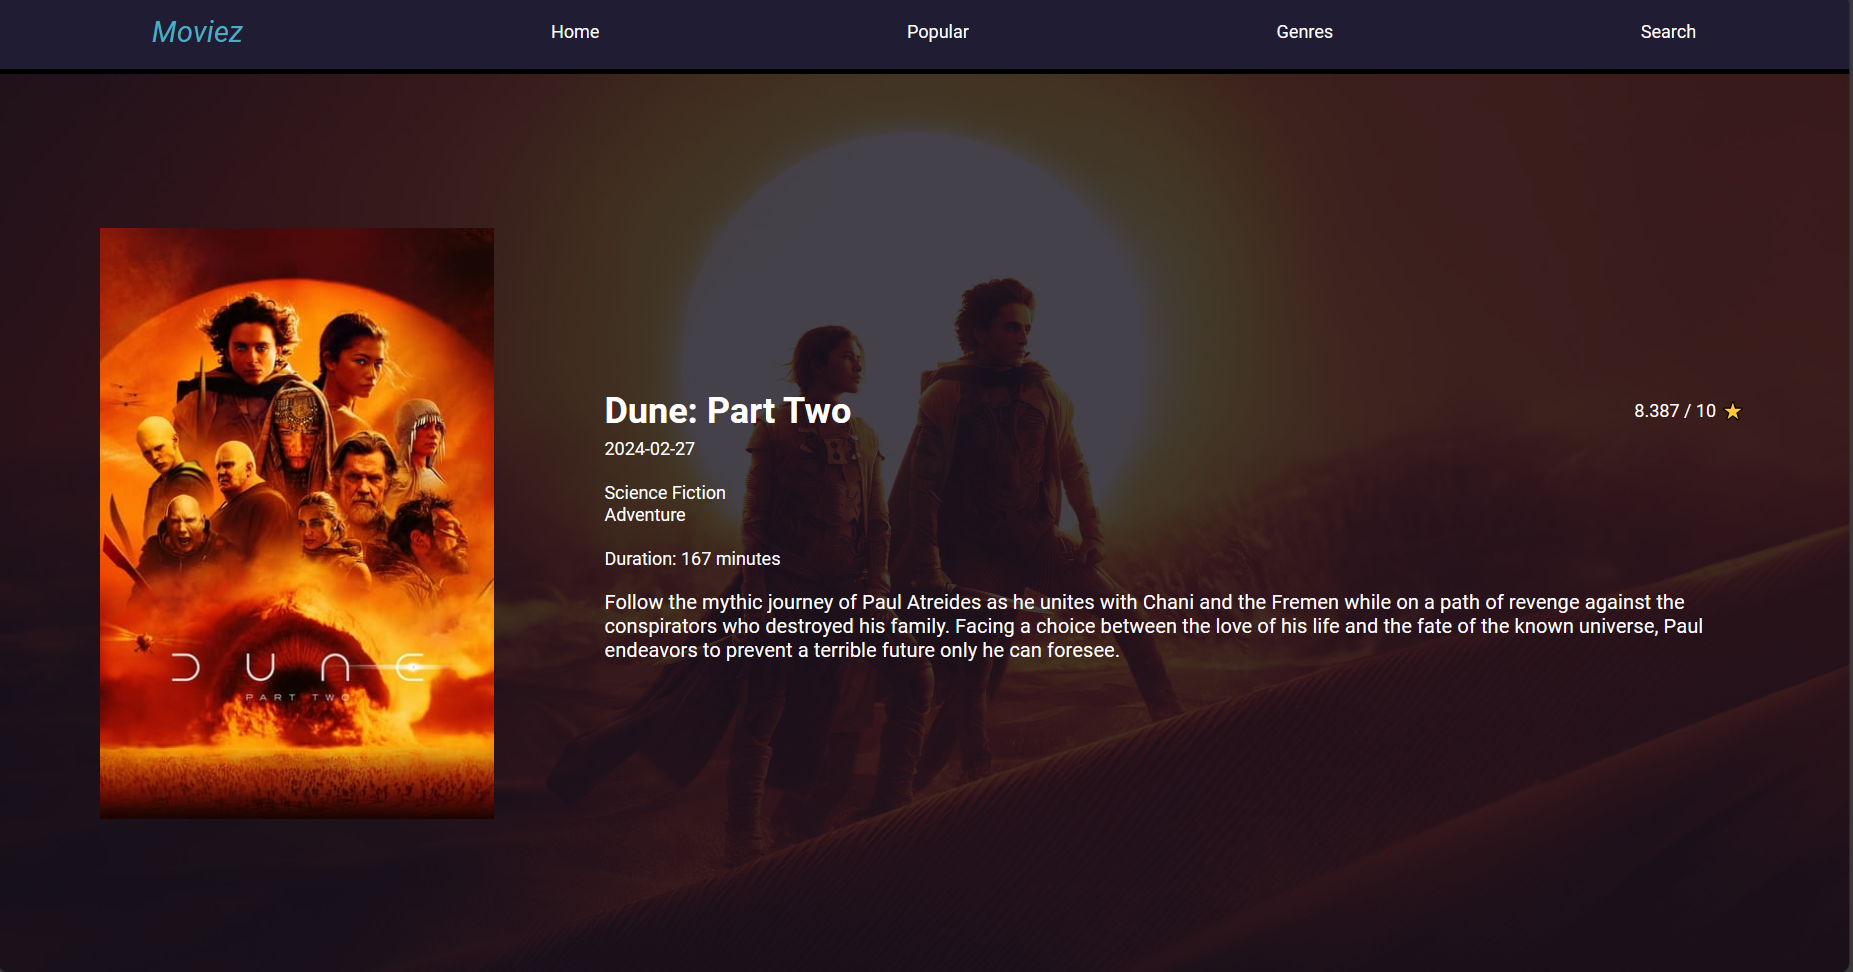 Moviez
Home
Popular
Genres
Search
Dune: Part Two
8.387 / 10
2024-02-27
Science Fiction
Adventure
Duration: 167 minutes
Follow the mythic journey of Paul Atreides as he unites with Chani and the Fremen while on a path of revenge against the
conspirators who destroyed his family. Facing a choice between the love of his life and the fate of the known universe, Paul
endeavors to prevent a terrible future only he can foresee.
DUNE
PART TWO